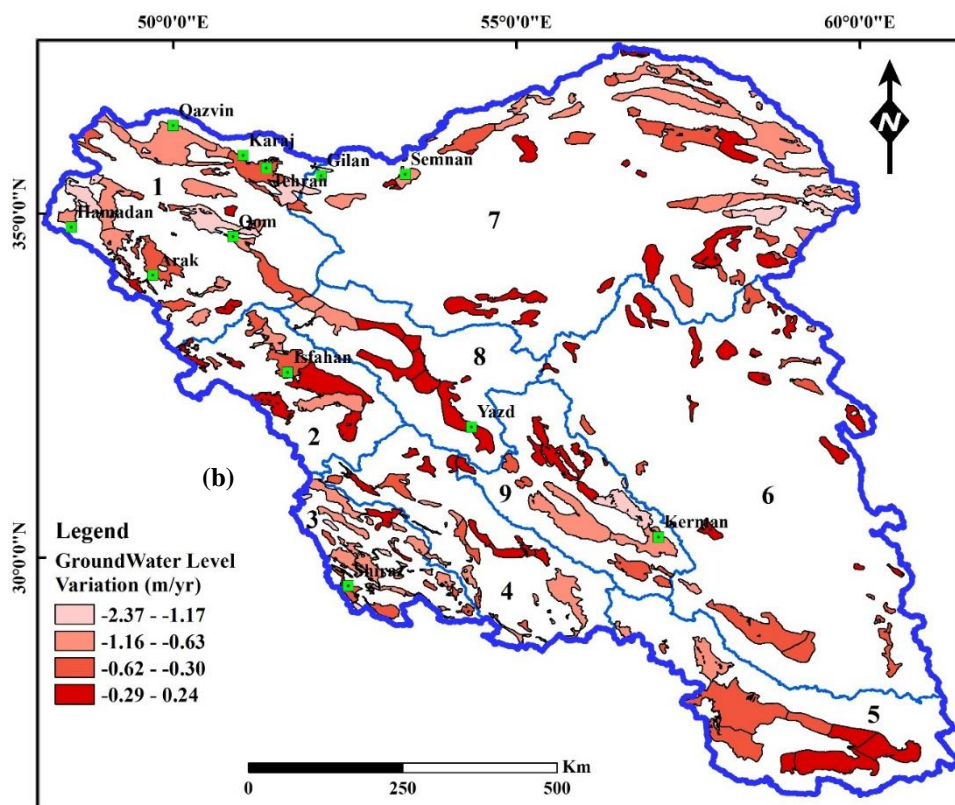 50°0'0"E 55°0'0"E 60°0'0"E
N
Qazvin
Karaj
Gilan
Semnan
Tehran
35°0'0"N
1
Hamadan
Qom
7
Arak
8
Isfahan
Yazd
2
(b)
9
6
3
Kerman
30°0'0"N
Shiraz
4
5
Legend
GroundWater Level
Variation (m/yr)
-2.37 - -1.17
-1.16 - -0.63
-0.62 - -0.30
-0.29 - 0.24
Km
0 250 500